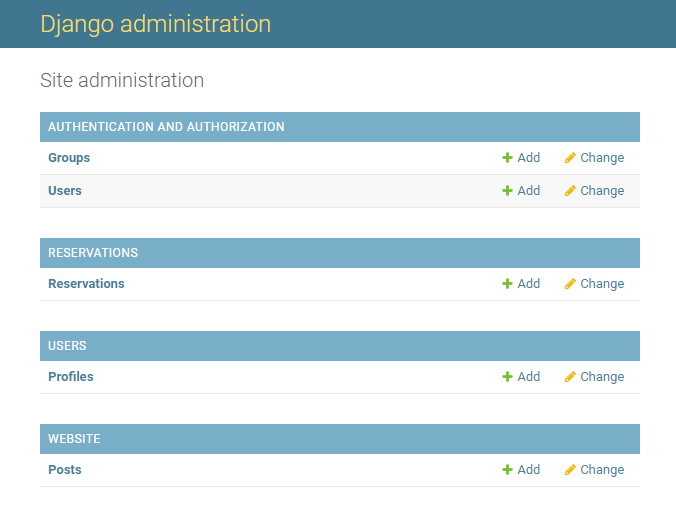 Django administration
Site administration
AUTHENTICATION AND AUTHORIZATION
Groups Add Change
Users Add Change
RESERVATIONS
Reservations Add Change
USERS
Profiles Add Change
WEBSITE
Posts Add Change